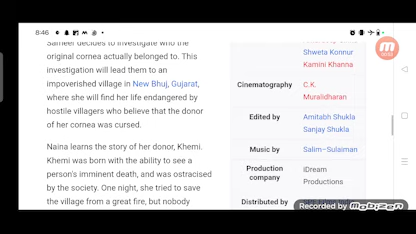 8:46
Sameer decides to investigate who the
original cornea actually belonged to. This
investigation will lead them to an
impoverished village in New Bhuj, Gujarat,
where she will find her life endangered by
hostile villagers who believe that the donor
of her cornea was cursed.
Naina learns the story of her donor, Khemi.
Khemi was born with the ability to see a
person's imminent death, and was ostracised
by the society. One night, she tried to save
the village from a great fire, but nobody
Shweta Konnur
Kamini Khanna
Cinematography
C.K.
Muralidharan
Edited by
Amitabh Shukla
Sanjay Shukla
Music by
Salim–Sulaiman
Production
company
iDream
Productions
Distributed by
Recorded by
Mobizen